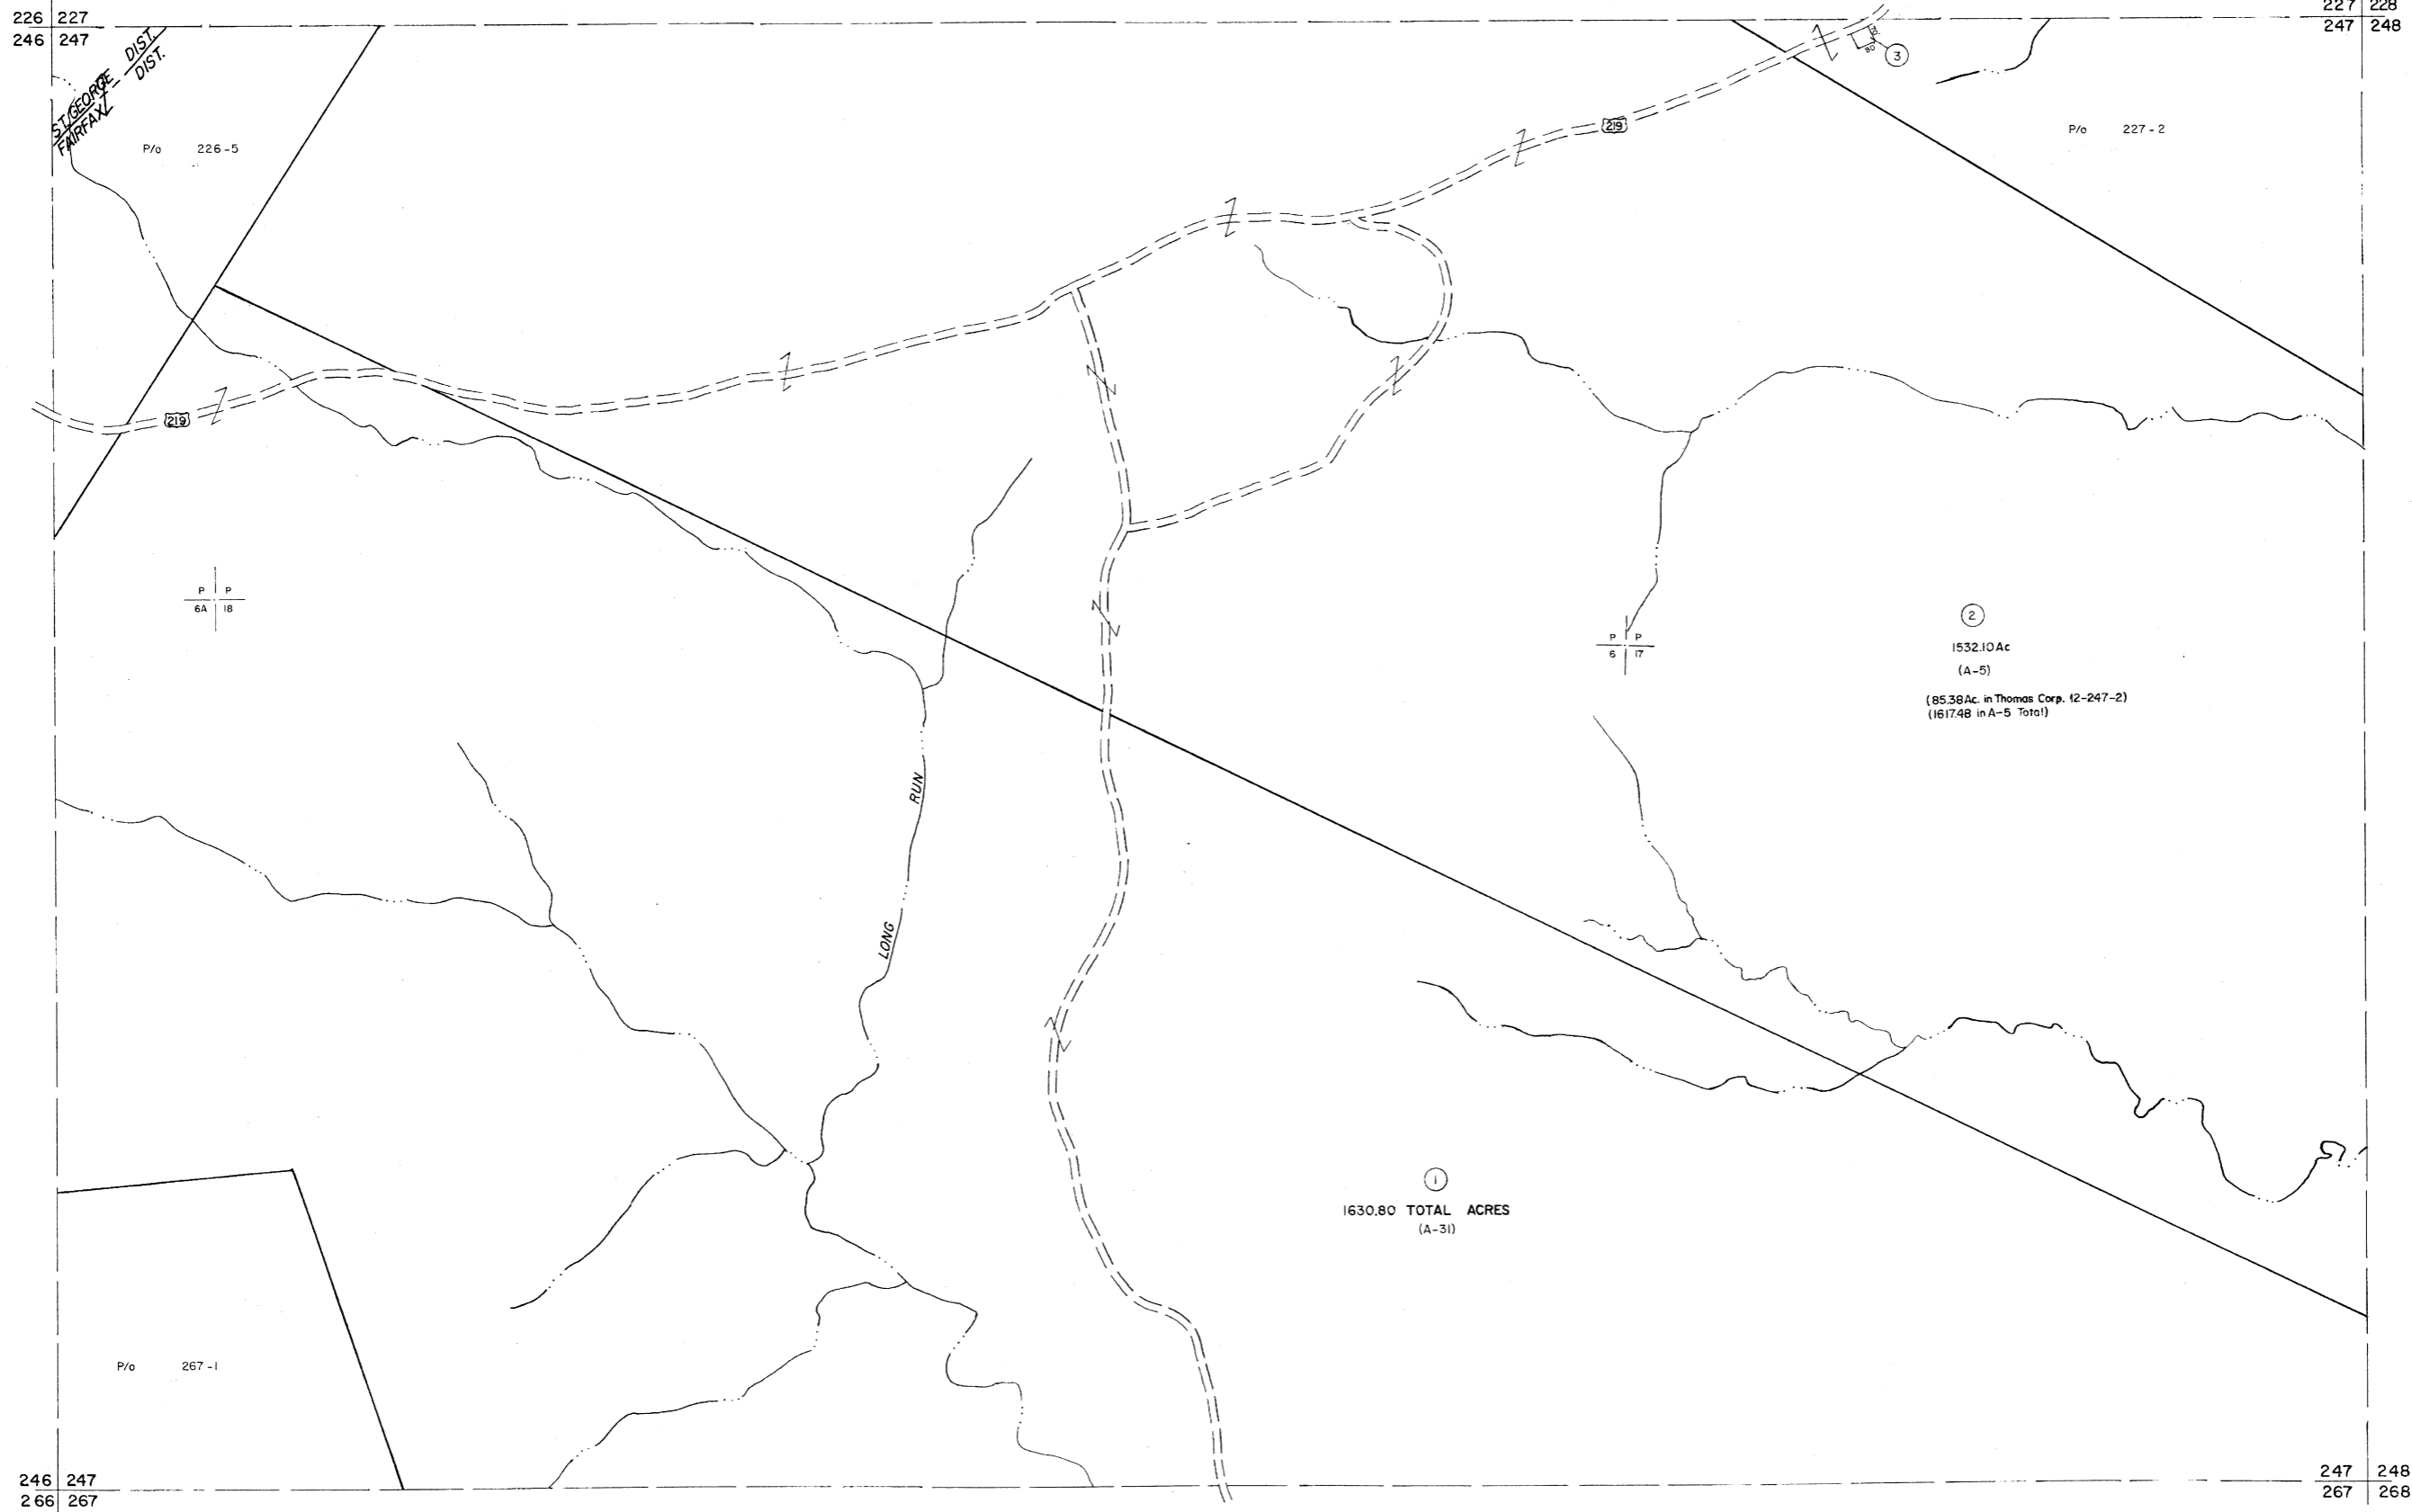 226 227
246 247
227 228
247 248
ST. GEORGE DIST.
FAIRFAX DIST.
P/o 226-5
3
80
219
P/o 227-2
219
P P
6A 18
P P
6 17
2
1532.10 Ac
(A-5)
(85.38 Ac. in Thomas Corp. 12-247-2)
(1617.48 in A-5 Total)
LONG RUN
1
1630.80 TOTAL ACRES
(A-31)
P/o 267-1
246 247
266 267
247 248
267 268